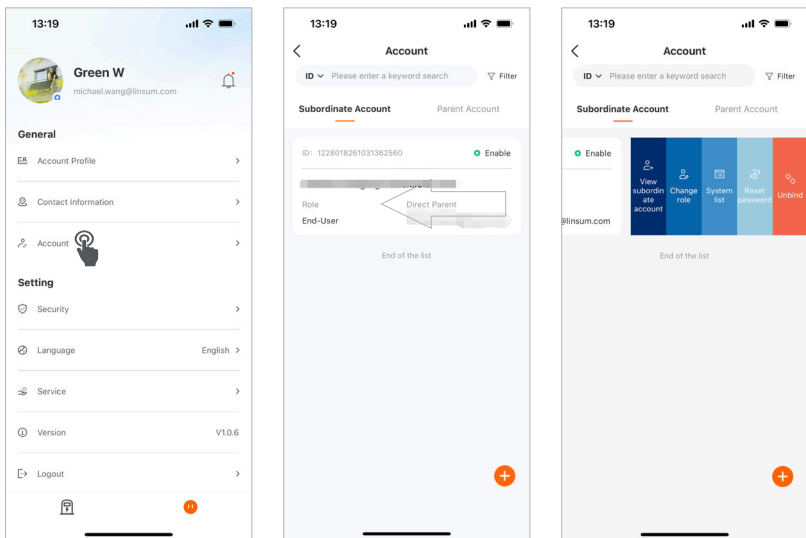 13:19
Green W
michael.wang@linsum.com
General
Account Profile
Contact Information
Account
Setting
Security
Language English
Service
Version V1.0.6
Logout
13:19
Account
ID Please enter a keyword search Filter
Subordinate Account Parent Account
ID: 1228018261031362560 Enable
Role Direct Parent
End-User
End of the list
13:19
Account
ID Please enter a keyword search Filter
Subordinate Account Parent Account
Enable
@linsum.com
View
subordin
ate
account
Change
role
System
list
Reset
password
Unbind
End of the list